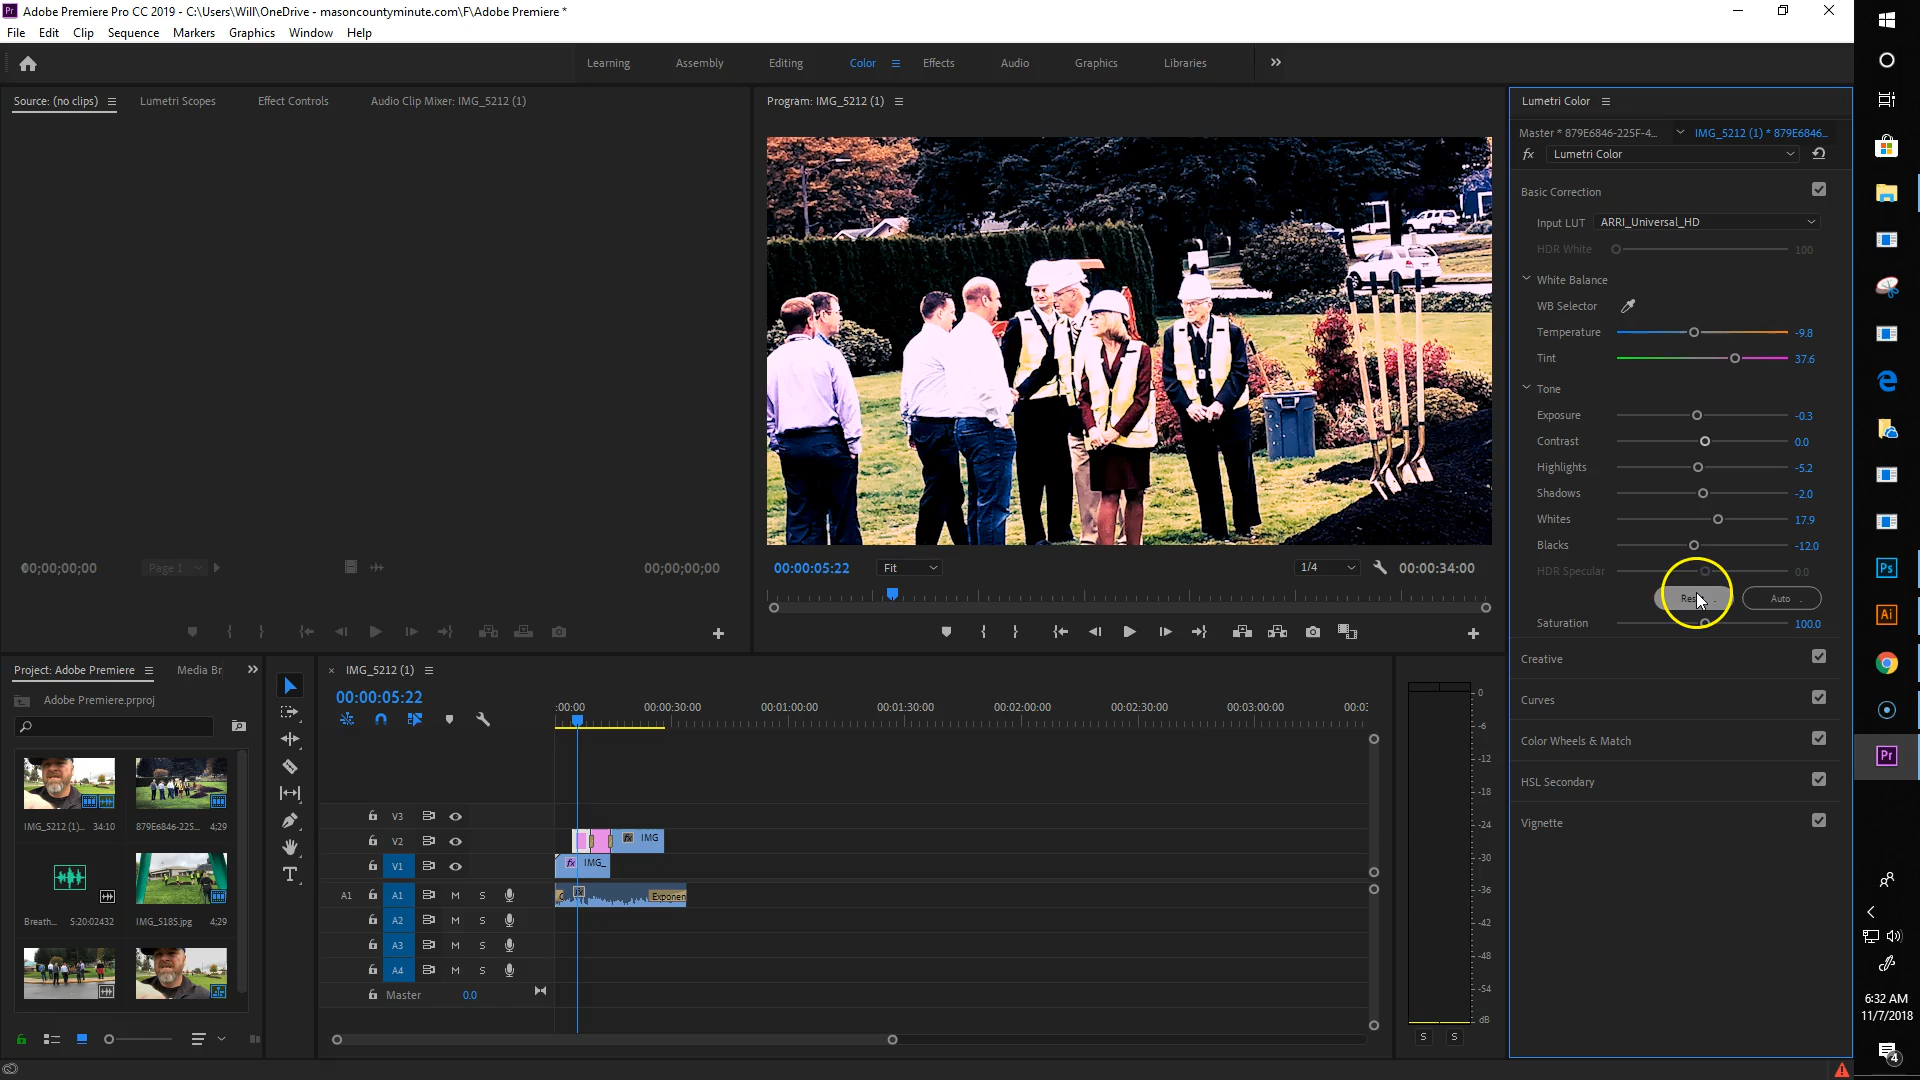 Pr Adobe Premiere Pro CC 2019 - C:\Users\Will\OneDrive - masoncountyminute.com\F\Adobe Premiere *
File Edit Clip Sequence Markers Graphics Window Help
Learning Assembly Editing Color Effects Audio Graphics Libraries
Source: (no clips) Lumetri Scopes Effect Controls Audio Clip Mixer: IMG_5212 (1)
Program: IMG_5212 (1)
Lumetri Color
Master * 879E6846-225F-4... IMG_5212 (1) * 879E6846...
fx Lumetri Color
Basic Correction
Input LUT ARRI_Universal_HD
HDR White 100
White Balance
WB Selector
Temperature -9.8
Tint 37.6
Tone
Exposure -0.3
Contrast 0.0
Highlights -5.2
Shadows -2.0
Whites 17.9
Blacks -12.0
HDR Specular 0.0
Auto
Saturation 100.0
Creative
Curves
Color Wheels & Match
HSL Secondary
Vignette
00;00;00;00 Page 1 00;00;00;00
00:00:05:22 Fit 1/4 00:00:34:00
Project: Adobe Premiere Media Br
Adobe Premiere.prproj
IMG_5212 (1)... 34:10 879E6846-225... 4;29
Breath... 5:20:02432 IMG_5185.jpg 4;29
× IMG_5212 (1)
00:00:05:22
:00:00 00:00:30:00 00:01:00:00 00:01:30:00 00:02:00:00 00:02:30:00 00:03:00:00 00:0
V3
V2 fx IMG
V1 fx IMG_
A1 A1 M S fx Exponen
A2 M S
A3 M S
A4 M S
Master 0.0
0
-6
-12
-18
-24
-30
-36
-42
-48
-54
dB
S S
Ps
Ai
Pr
6:32 AM
11/7/2018
4